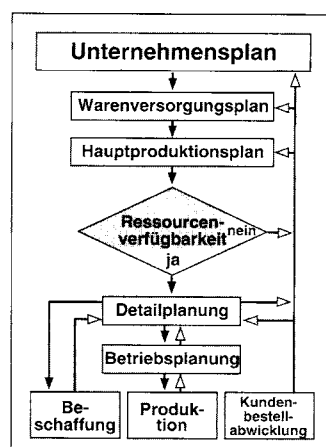 Unternehmensplan
Warenversorgungsplan
Hauptproduktionsplan
Ressourcen-
verfügbarkeit
nein
ja
Detailplanung
Betriebsplanung
Be-
schaffung
Produk-
tion
Kunden-
bestell-
abwicklung